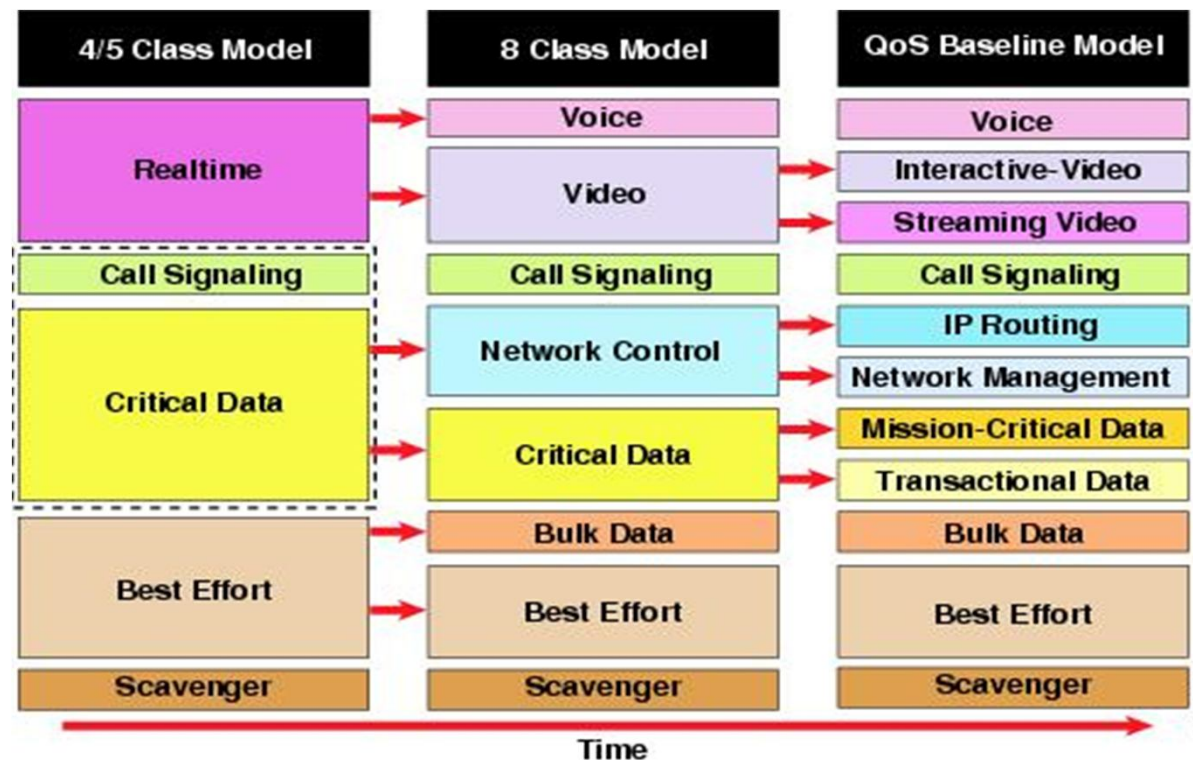 4/5 Class Model
8 Class Model
QoS Baseline Model
Realtime
Call Signaling
Critical Data
Best Effort
Scavenger
Voice
Video
Call Signaling
Network Control
Critical Data
Bulk Data
Best Effort
Scavenger
Voice
Interactive-Video
Streaming Video
Call Signaling
IP Routing
Network Management
Mission-Critical Data
Transactional Data
Bulk Data
Best Effort
Scavenger
Time